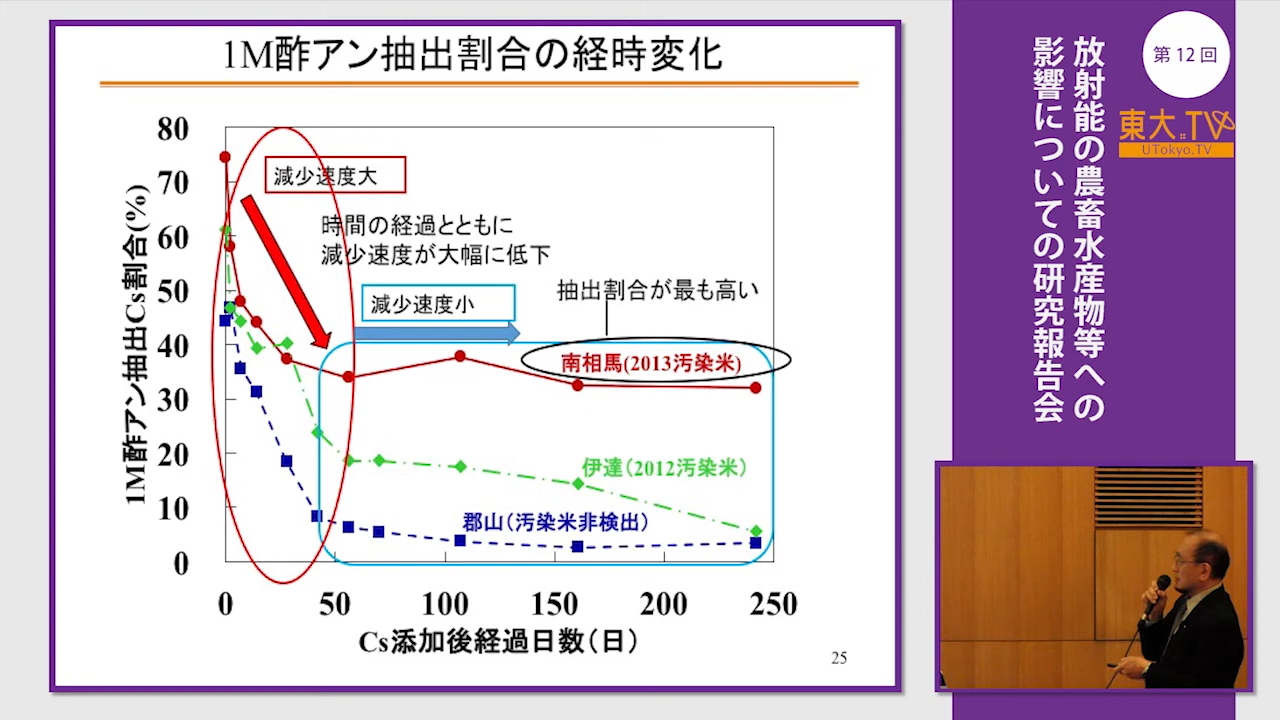 1M酢アン抽出割合の経時変化
80
70
60
50
40
30
20
10
0
1M酢アン抽出Cs割合(%)
減少速度大
時間の経過とともに
減少速度が大幅に低下
減少速度小
抽出割合が最も高い
南相馬(2013汚染米)
伊達(2012汚染米)
郡山(汚染米非検出)
0
50
100
150
200
250
Cs添加後経過日数(日)
25
第12回
東大.TV
UTokyo.TV
放射能の農畜水産物等への
影響についての研究報告会